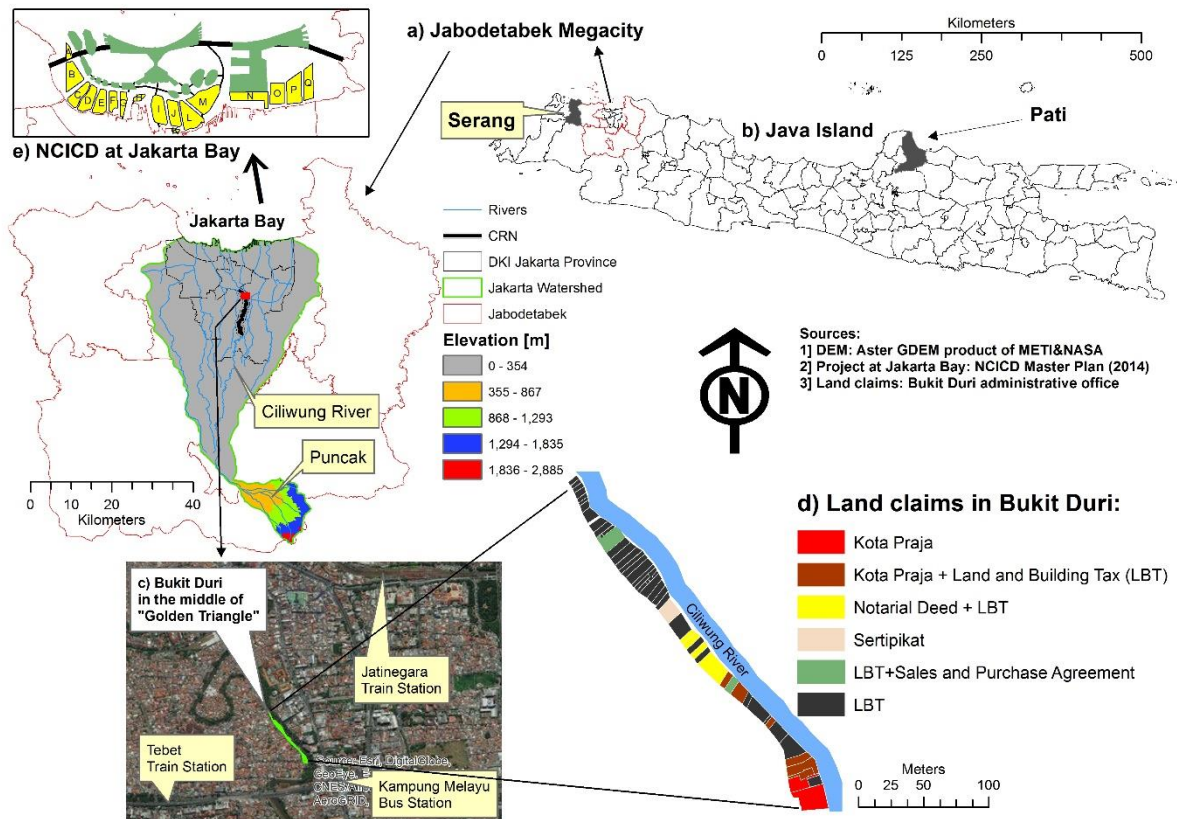 a) Jabodetabek Megacity
Kilometers
0 125 250 500
A
B
C
D
E
F
G
I
J
L
M
N
O
P
Q
Serang
b) Java Island
Pati
e) NCICD at Jakarta Bay
Jakarta Bay
Rivers
CRN
DKI Jakarta Province
Jakarta Watershed
Jabodetabek
Elevation [m]
0 - 354
355 - 867
868 - 1,293
1,294 - 1,835
1,836 - 2,885
Ciliwung River
Puncak
0 10 20 40
Kilometers
N
Sources:
1] DEM: Aster GDEM product of METI&NASA
2] Project at Jakarta Bay: NCICD Master Plan (2014)
3] Land claims: Bukit Duri administrative office
c) Bukit Duri
in the middle of
"Golden Triangle"
Jatinegara
Train Station
Tebet
Train Station
Kampung Melayu
Bus Station
Source: Esri, DigitalGlobe,
GeoEye,
AeroGRID,
Ciliwung River
d) Land claims in Bukit Duri:
Kota Praja
Kota Praja + Land and Building Tax (LBT)
Notarial Deed + LBT
Sertipikat
LBT+Sales and Purchase Agreement
LBT
Meters
0 25 50 100